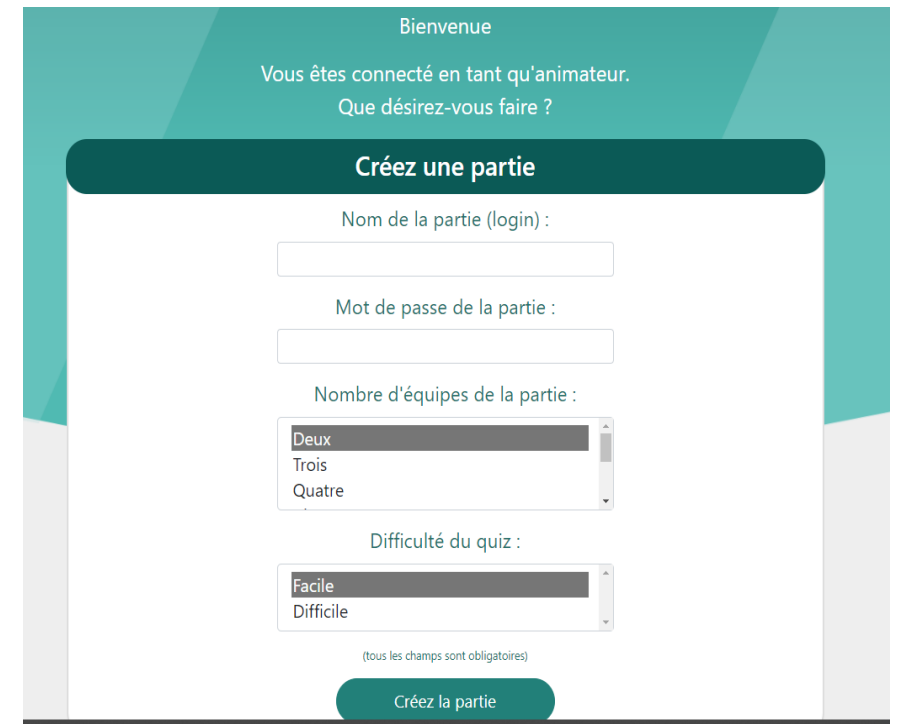 Bienvenue
Vous êtes connecté en tant qu'animateur.
Que désirez-vous faire ?
Créez une partie
Nom de la partie (login) :
Mot de passe de la partie :
Nombre d'équipes de la partie :
Deux
Trois
Quatre
Difficulté du quiz :
Facile
Difficile
(tous les champs sont obligatoires)
Créez la partie